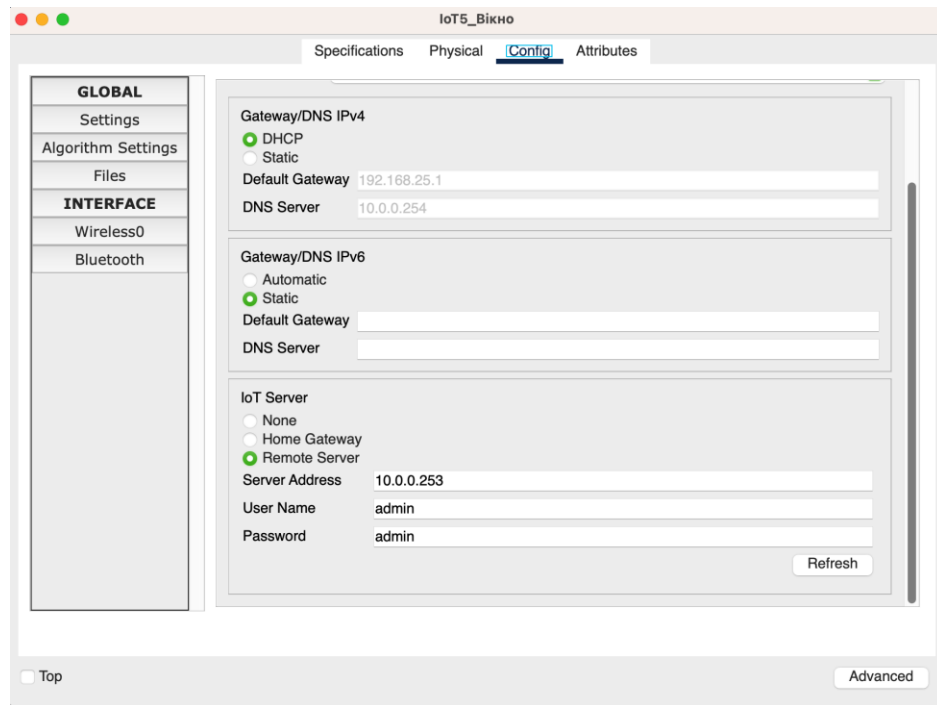 IoT5_Вікно
Specifications Physical Config Attributes
GLOBAL
Settings
Algorithm Settings
Files
INTERFACE
Wireless0
Bluetooth
Gateway/DNS IPv4
DHCP
Static
Default Gateway 192.168.25.1
DNS Server 10.0.0.254
Gateway/DNS IPv6
Automatic
Static
Default Gateway
DNS Server
IoT Server
None
Home Gateway
Remote Server
Server Address 10.0.0.253
User Name admin
Password admin
Refresh
Top Advanced